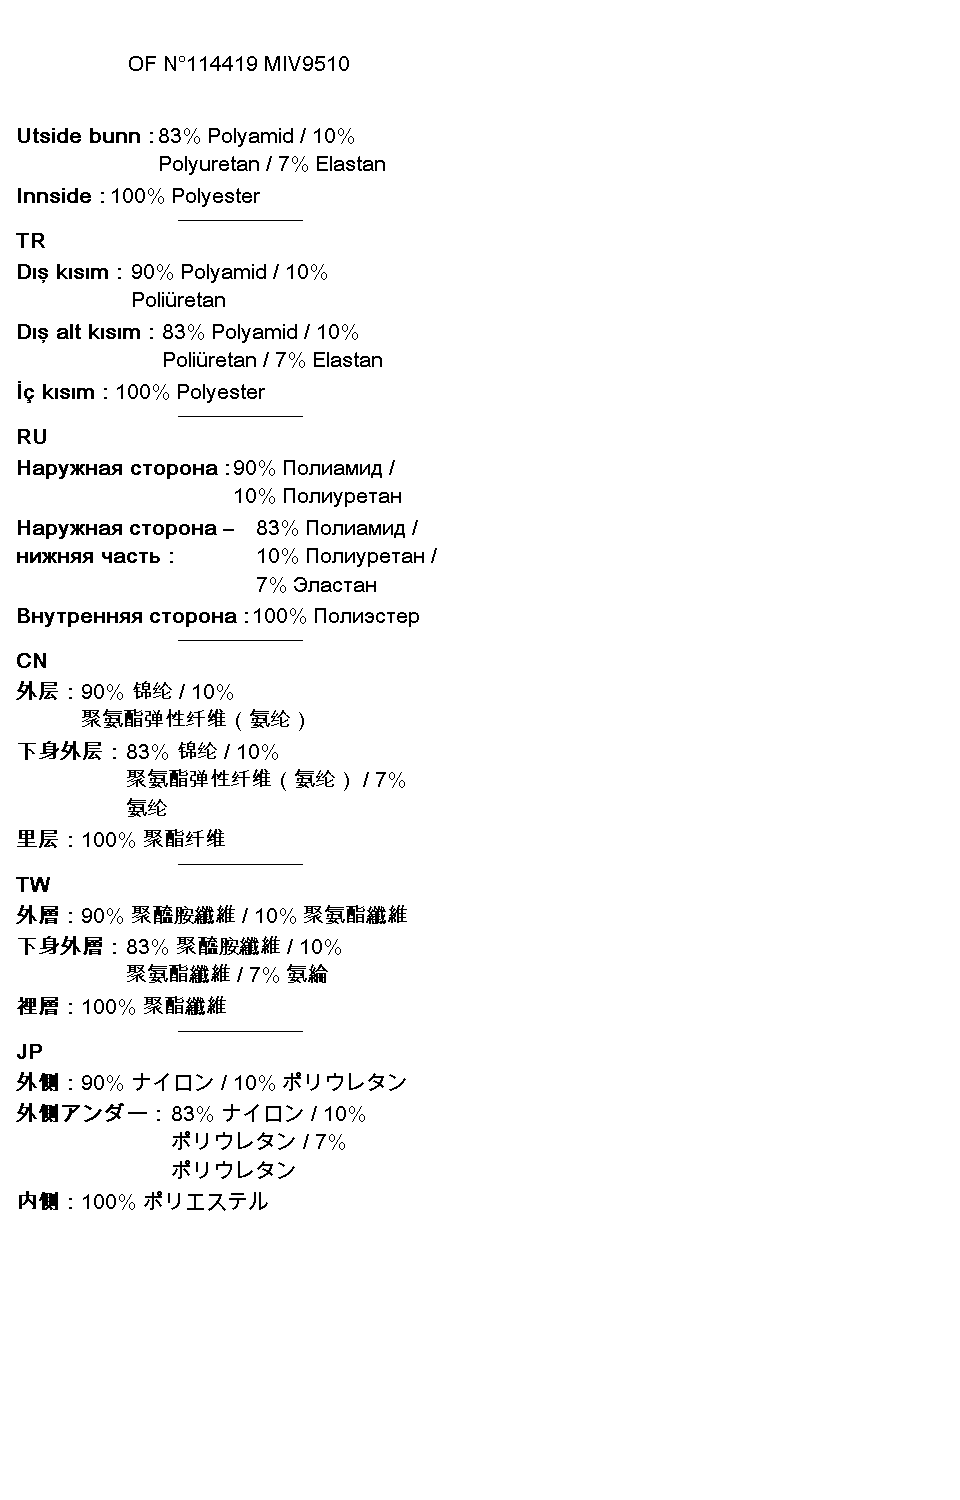 OF N°114419 MIV9510
Utside bunn : 83% Polyamid / 10%
Polyuretan / 7% Elastan
Innside : 100% Polyester
TR
Dış kısım : 90% Polyamid / 10%
Poliüretan
Dış alt kısım : 83% Polyamid / 10%
Poliüretan / 7% Elastan
İç kısım : 100% Polyester
RU
Наружная сторона : 90% Полиамид /
10% Полиуретан
Наружная сторона – 83% Полиамид /
нижняя часть : 10% Полиуретан /
7% Эластан
Внутренняя сторона : 100% Полиэстер
CN
外层 : 90% 锦纶 / 10%
聚氨酯弹性纤维（氨纶）
下身外层 : 83% 锦纶 / 10%
聚氨酯弹性纤维（氨纶） / 7%
氨纶
里层 : 100% 聚酯纤维
TW
外層 : 90% 聚醯胺纖維 / 10% 聚氨酯纖維
下身外層 : 83% 聚醯胺纖維 / 10%
聚氨酯纖維 / 7% 氨綸
裡層 : 100% 聚酯纖維
JP
外側 : 90% ナイロン / 10% ポリウレタン
外側アンダー : 83% ナイロン / 10%
ポリウレタン / 7%
ポリウレタン
内側 : 100% ポリエステル